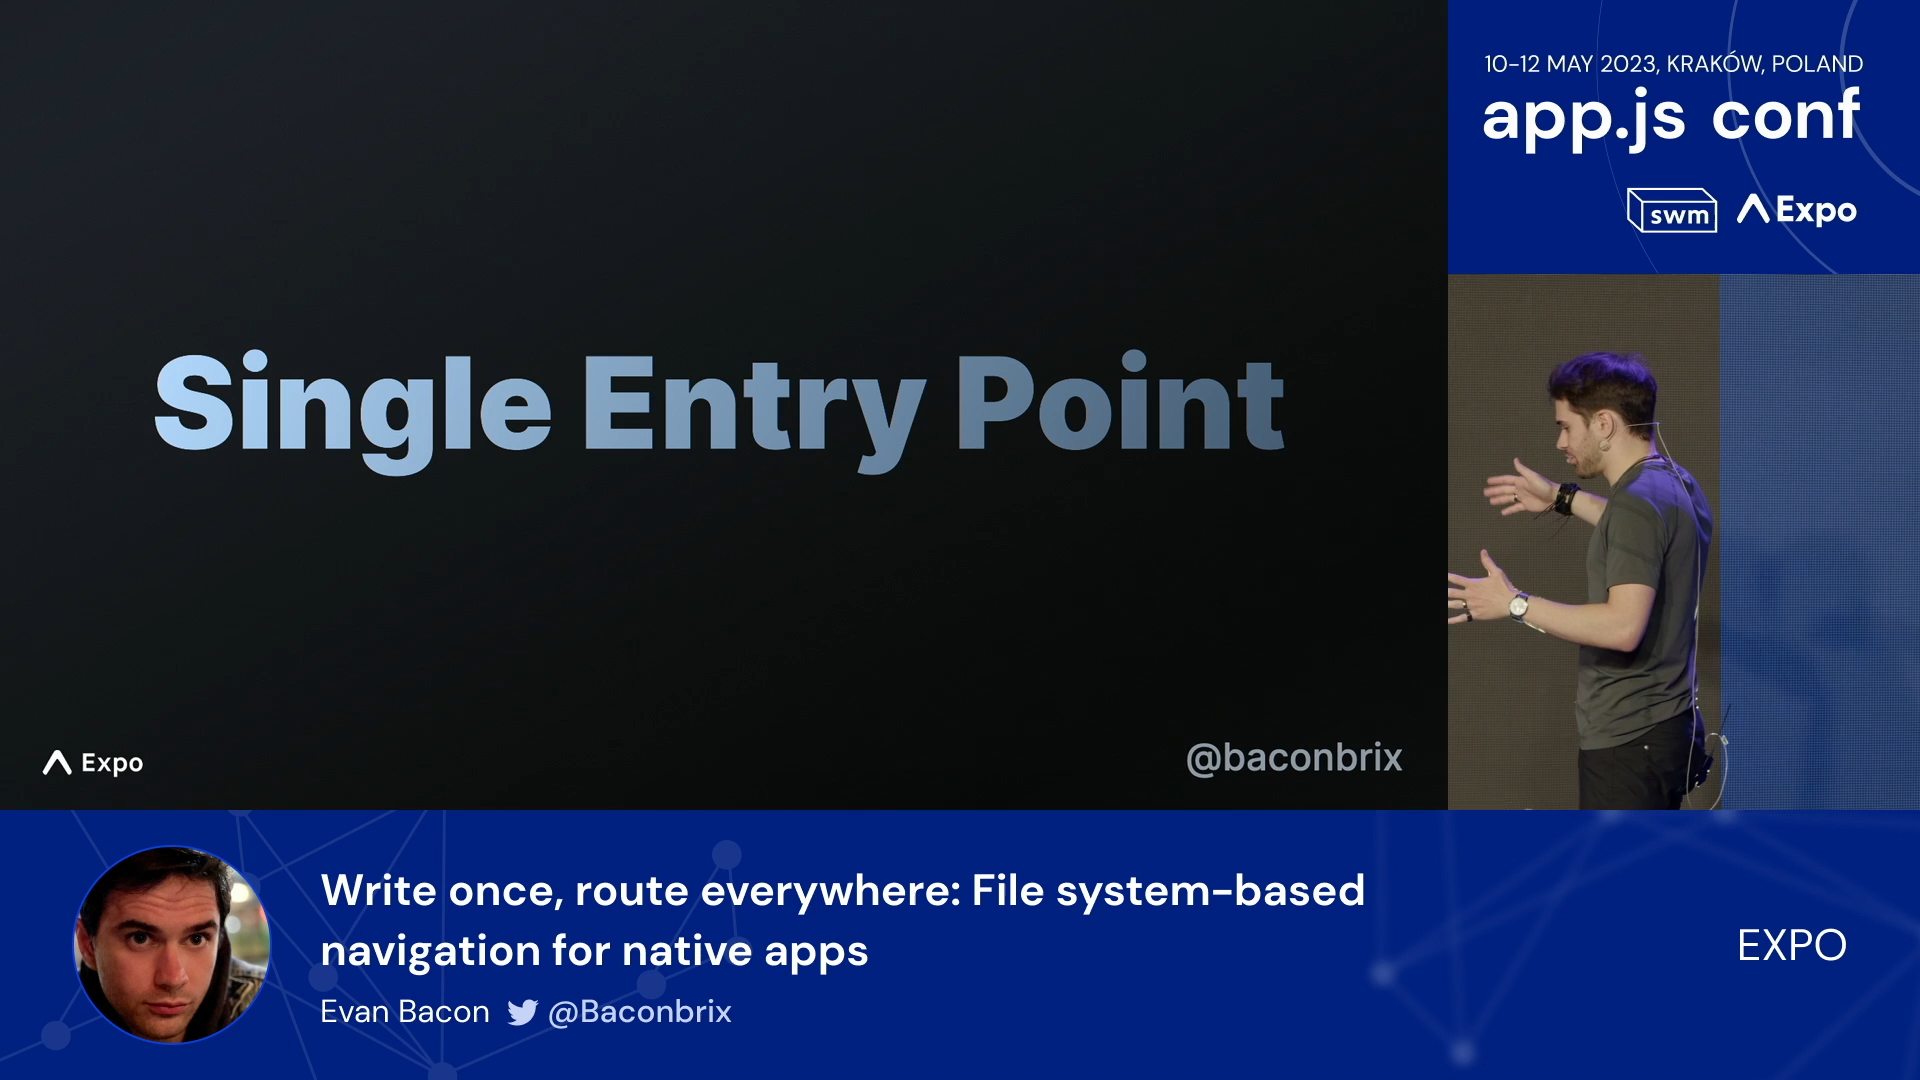 Single Entry Point
Expo
@baconbrix
10-12 MAY 2023, KRAKÓW, POLAND
app.js conf
swm Expo
Write once, route everywhere: File system-based
navigation for native apps
Evan Bacon @Baconbrix
EXPO